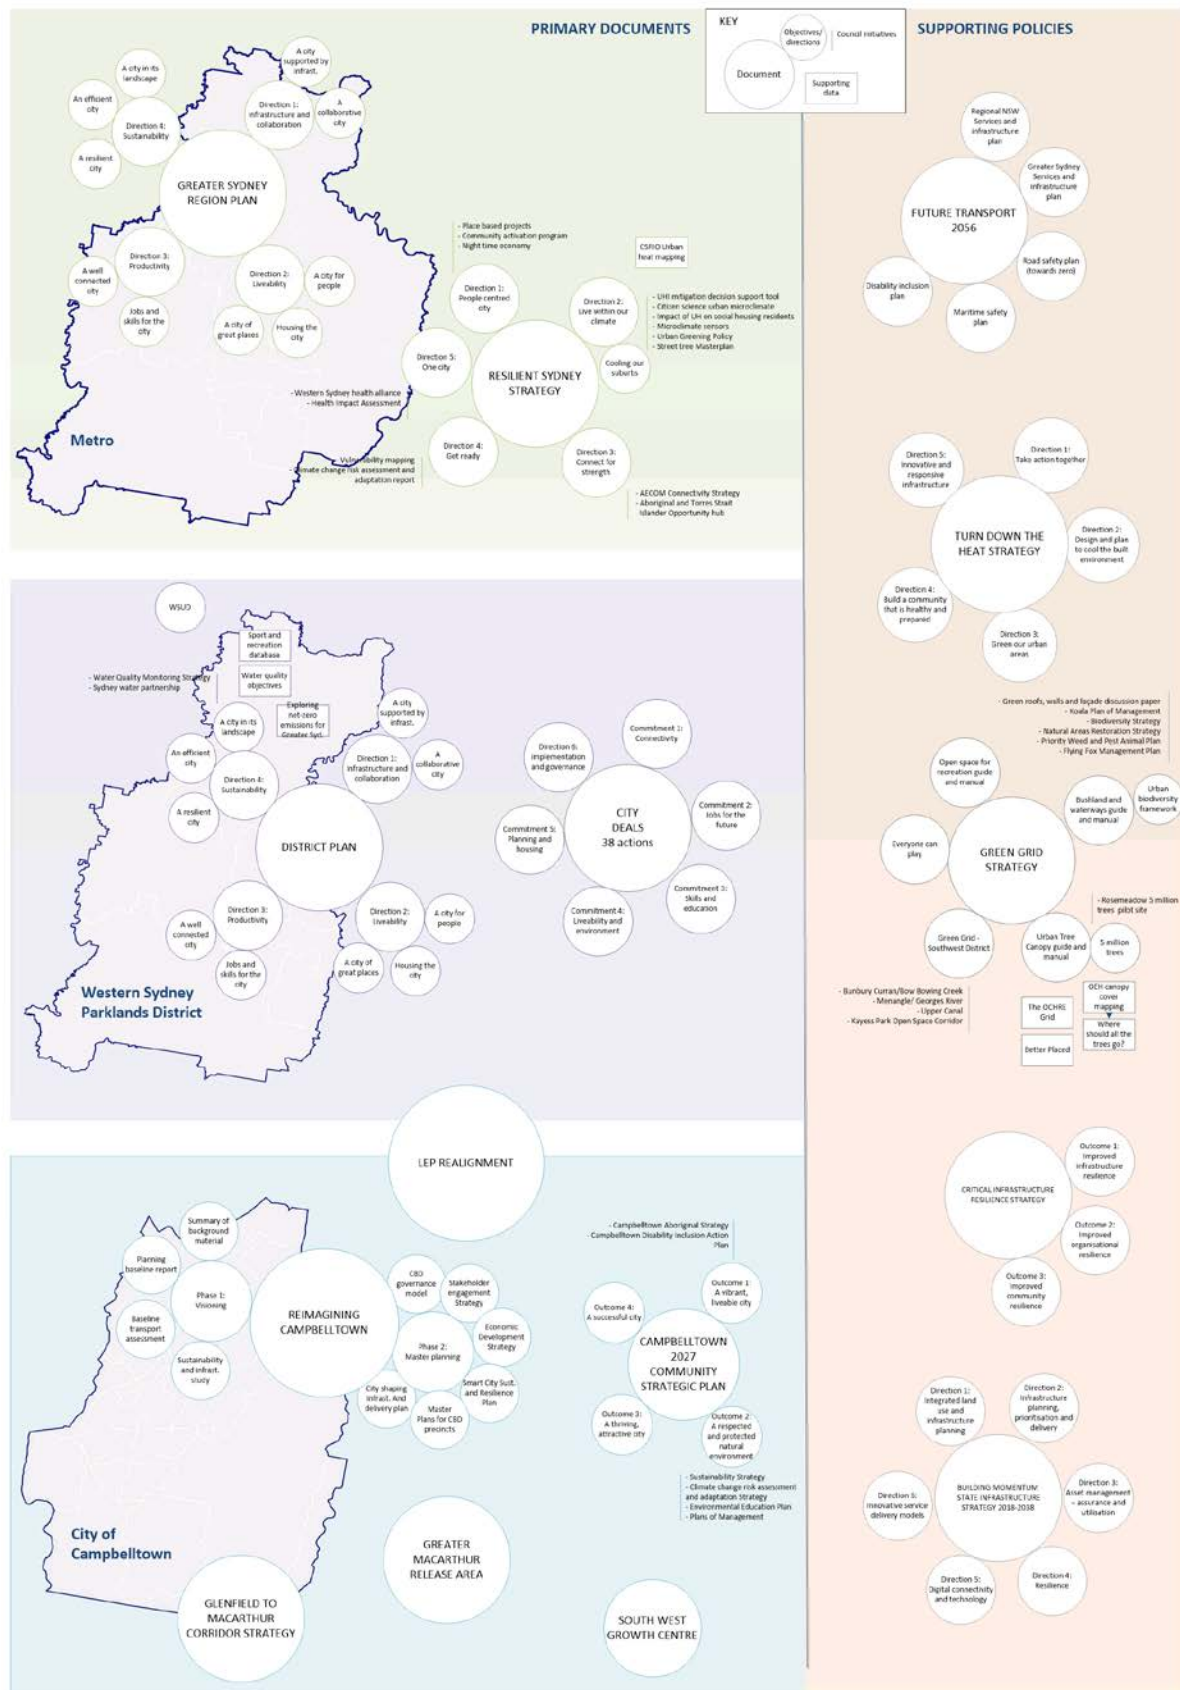 PRIMARY DOCUMENTS
KEY
Objectives/
directions
Council initiatives
Document
Supporting
data
SUPPORTING POLICIES
A city
supported by
infrast.
A city in its
landscape
An efficient
city
Direction 4:
Sustainability
A resilient
city
Direction 1:
Infrastructure and
collaboration
A
collaborative
city
GREATER SYDNEY
REGION PLAN
Direction 3:
Productivity
A well
connected
city
Jobs and
skills for the
city
Direction 2:
Liveability
A city for
people
A city of
great places
Housing the
city
Metro
- Place based projects
- Community activation program
- Night time economy
CSRIO Urban
heat mapping
Direction 1:
People centred
city
Direction 2:
Live within our
climate
- UHI mitigation decision support tool
- Citizen science urban microclimate
- Impact of UH on social housing residents
- Microclimate sensors
- Urban Greening Policy
- Street tree Masterplan
Direction 5:
One city
RESILIENT SYDNEY
STRATEGY
Cooling our
suburbs
- Western Sydney health alliance
- Health Impact Assessment
Direction 4:
Get ready
Direction 3:
Connect for
strength
Vulnerability mapping
- Climate change risk assessment and
adaptation report
- AECOM Connectivity Strategy
- Aboriginal and Torres Strait
Islander Opportunity hub
Regional NSW
Services and
infrastructure
plan
Greater Sydney
Services and
infrastructure
plan
FUTURE TRANSPORT
2056
Road safety plan
(towards zero)
Disability inclusion
plan
Maritime safety
plan
Direction 5:
Innovative and
responsive
infrastructure
Direction 1:
Take action together
TURN DOWN THE
HEAT STRATEGY
Direction 2:
Design and plan
to cool the built
environment
Direction 4:
Build a community
that is healthy and
prepared
Direction 3:
Green our urban
areas
WSUD
Sport and
recreation
database
- Water Quality Monitoring Strategy
- Sydney water partnership
Water quality
objectives
Exploring
net-zero
emissions for
Greater Syd.
A city in its
landscape
A city
supported by
infrast.
An efficient
city
Direction 4:
Sustainability
Direction 1:
Infrastructure and
collaboration
A
collaborative
city
A resilient
city
DISTRICT PLAN
Direction 3:
Productivity
A well
connected
city
Jobs and
skills for the
city
Direction 2:
Liveability
A city for
people
A city of
great places
Housing the
city
Western Sydney
Parklands District
Commitment 1:
Connectivity
Direction 6:
Implementation
and governance
CITY
DEALS
38 actions
Commitment 2:
Jobs for the
future
Commitment 5:
Planning and
housing
Commitment 3:
Skills and
education
Commitment 4:
Liveability and
environment
- Green roofs, walls and façade discussion paper
- Koala Plan of Management
- Biodiversity Strategy
- Natural Areas Restoration Strategy
- Priority Weed and Pest Animal Plan
- Flying Fox Management Plan
Open space for
recreation guide
and manual
Bushland and
waterways guide
and manual
Urban
biodiversity
framework
Everyone can
play
GREEN GRID
STRATEGY
- Rosemeadow 5 million
trees pilot site
Green Grid -
Southwest District
Urban Tree
Canopy guide and
manual
5 million
trees
- Bunbury Curran/Bow Bowing Creek
- Menangle/ Georges River
- Upper Canal
- Kayess Park Open Space Corridor
The OCHRE
Grid
OEH canopy
cover
mapping
Where
should all the
trees go?
Better Placed
LEP REALIGNMENT
Summary of
background
material
Planning
baseline report
Phase 1:
Visioning
Baseline
transport
assessment
Sustainability
and infrast.
study
REIMAGINING
CAMPBELLTOWN
CBD
governance
model
Stakeholder
engagement
Strategy
Economic
Development
Strategy
Phase 2:
Master planning
Smart City Sust.
and Resilience
Plan
City shaping
infrast. And
delivery plan
Master
Plans for CBD
precincts
- Campbelltown Aboriginal Strategy
- Campbelltown Disability Inclusion Action
Plan
Outcome 1:
A vibrant,
liveable city
Outcome 4:
A successful city
CAMPBELLTOWN
2027
COMMUNITY
STRATEGIC PLAN
Outcome 3:
A thriving,
attractive city
Outcome 2:
A respected
and protected
natural
environment
- Sustainability Strategy
- Climate change risk assessment
and adaptation Strategy
- Environmental Education Plan
- Plans of Management
City of
Campbelltown
GLENFIELD TO
MACARTHUR
CORRIDOR STRATEGY
GREATER
MACARTHUR
RELEASE AREA
SOUTH WEST
GROWTH CENTRE
CRITICAL INFRASTRUCTURE
RESILIENCE STRATEGY
Outcome 1:
Improved
infrastructure
resilience
Outcome 2:
Improved
organisational
resilience
Outcome 3:
Improved
community
resilience
Direction 1:
Integrated land
use and
infrastructure
planning
Direction 2:
Infrastructure
planning,
prioritisation and
delivery
BUILDING MOMENTUM
STATE INFRASTRUCTURE
STRATEGY 2018-2038
Direction 3:
Asset management
– assurance and
utilisation
Innovative service
delivery models
Direction 5:
Digital connectivity
and technology
Direction 4:
Resilience